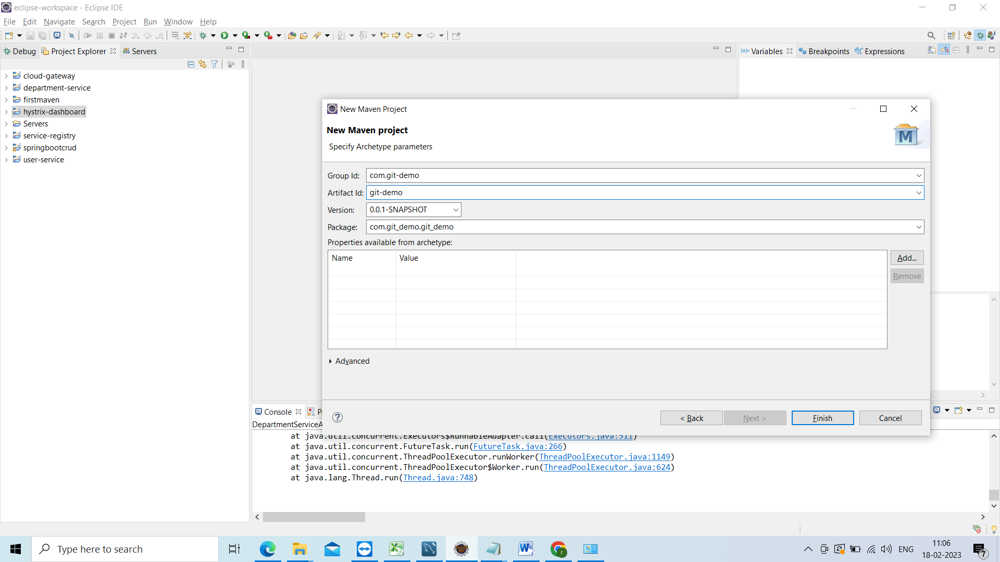 eclipse-workspace - Eclipse IDE
File Edit Navigate Search Project Run Window Help
Debug Project Explorer Servers
(x)= Variables Breakpoints Expressions
cloud-gateway
department-service
firstmaven
hystrix-dashboard
Servers
service-registry
springbootcrud
user-service
New Maven Project
New Maven project
Specify Archetype parameters
M
Group Id: com.git-demo
Artifact Id: git-demo
Version: 0.0.1-SNAPSHOT
Package: com.git_demo.git_demo
Properties available from archetype:
Name Value
Add...
Remove
Advanced
< Back Next > Finish Cancel
Console P
DepartmentServiceA
at java.util.concurrent.Executors$RunnableAdapter.call(Executors.java:511)
at java.util.concurrent.FutureTask.run(FutureTask.java:266)
at java.util.concurrent.ThreadPoolExecutor.runWorker(ThreadPoolExecutor.java:1149)
at java.util.concurrent.ThreadPoolExecutor$Worker.run(ThreadPoolExecutor.java:624)
at java.lang.Thread.run(Thread.java:748)
Type here to search
ENG
11:06
18-02-2023
7